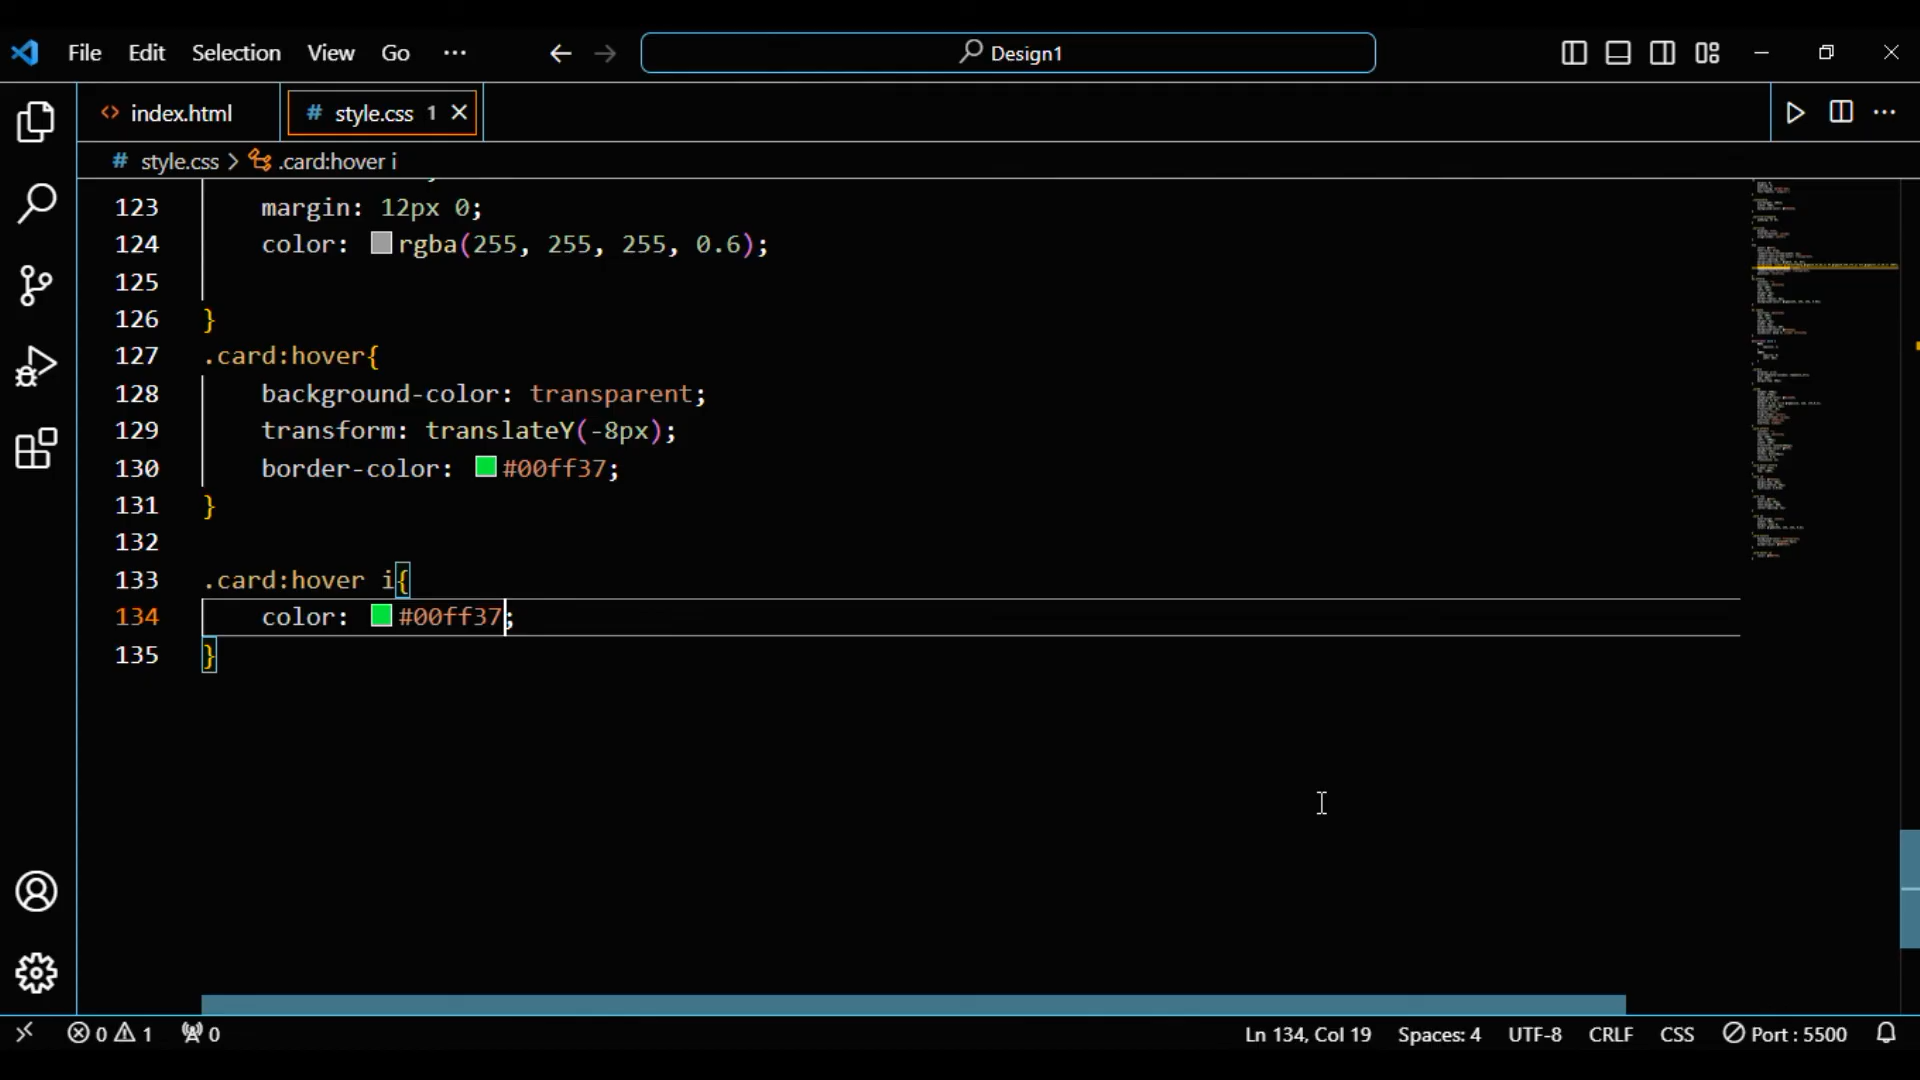 File Edit Selection View Go ··· Design1
index.html # style.css 1
# style.css > .card:hover i
123 margin: 12px 0;
124 color: rgba(255, 255, 255, 0.6);
125
126 }
127 .card:hover{
128 background-color: transparent;
129 transform: translateY(-8px);
130 border-color: #00ff37;
131 }
132
133 .card:hover i{
134 color: #00ff37;
135 }
0 1 0 Ln 134, Col 19 Spaces: 4 UTF-8 CRLF CSS Port : 5500